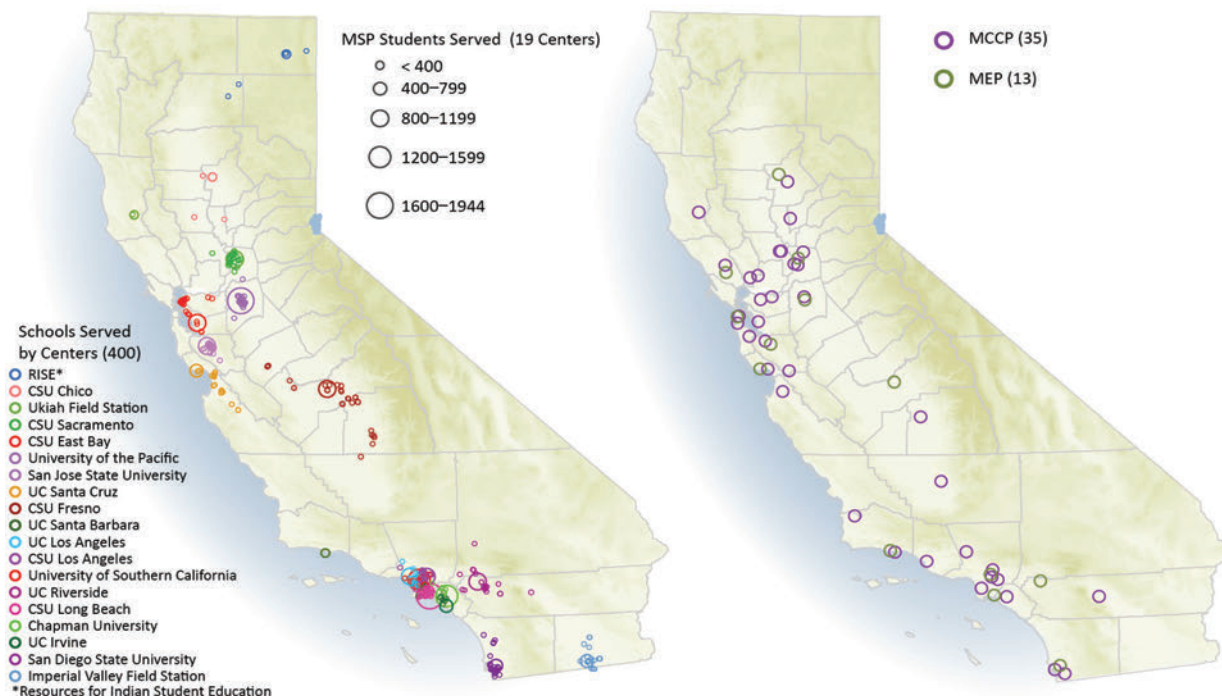 MSP Students Served (19 Centers)
< 400
400–799
800–1199
1200–1599
1600–1944
MCCP (35)
MEP (13)
Schools Served
by Centers (400)
RISE*
CSU Chico
Ukiah Field Station
CSU Sacramento
CSU East Bay
University of the Pacific
San Jose State University
UC Santa Cruz
CSU Fresno
UC Santa Barbara
UC Los Angeles
CSU Los Angeles
University of Southern California
UC Riverside
CSU Long Beach
Chapman University
UC Irvine
San Diego State University
Imperial Valley Field Station
*Resources for Indian Student Education